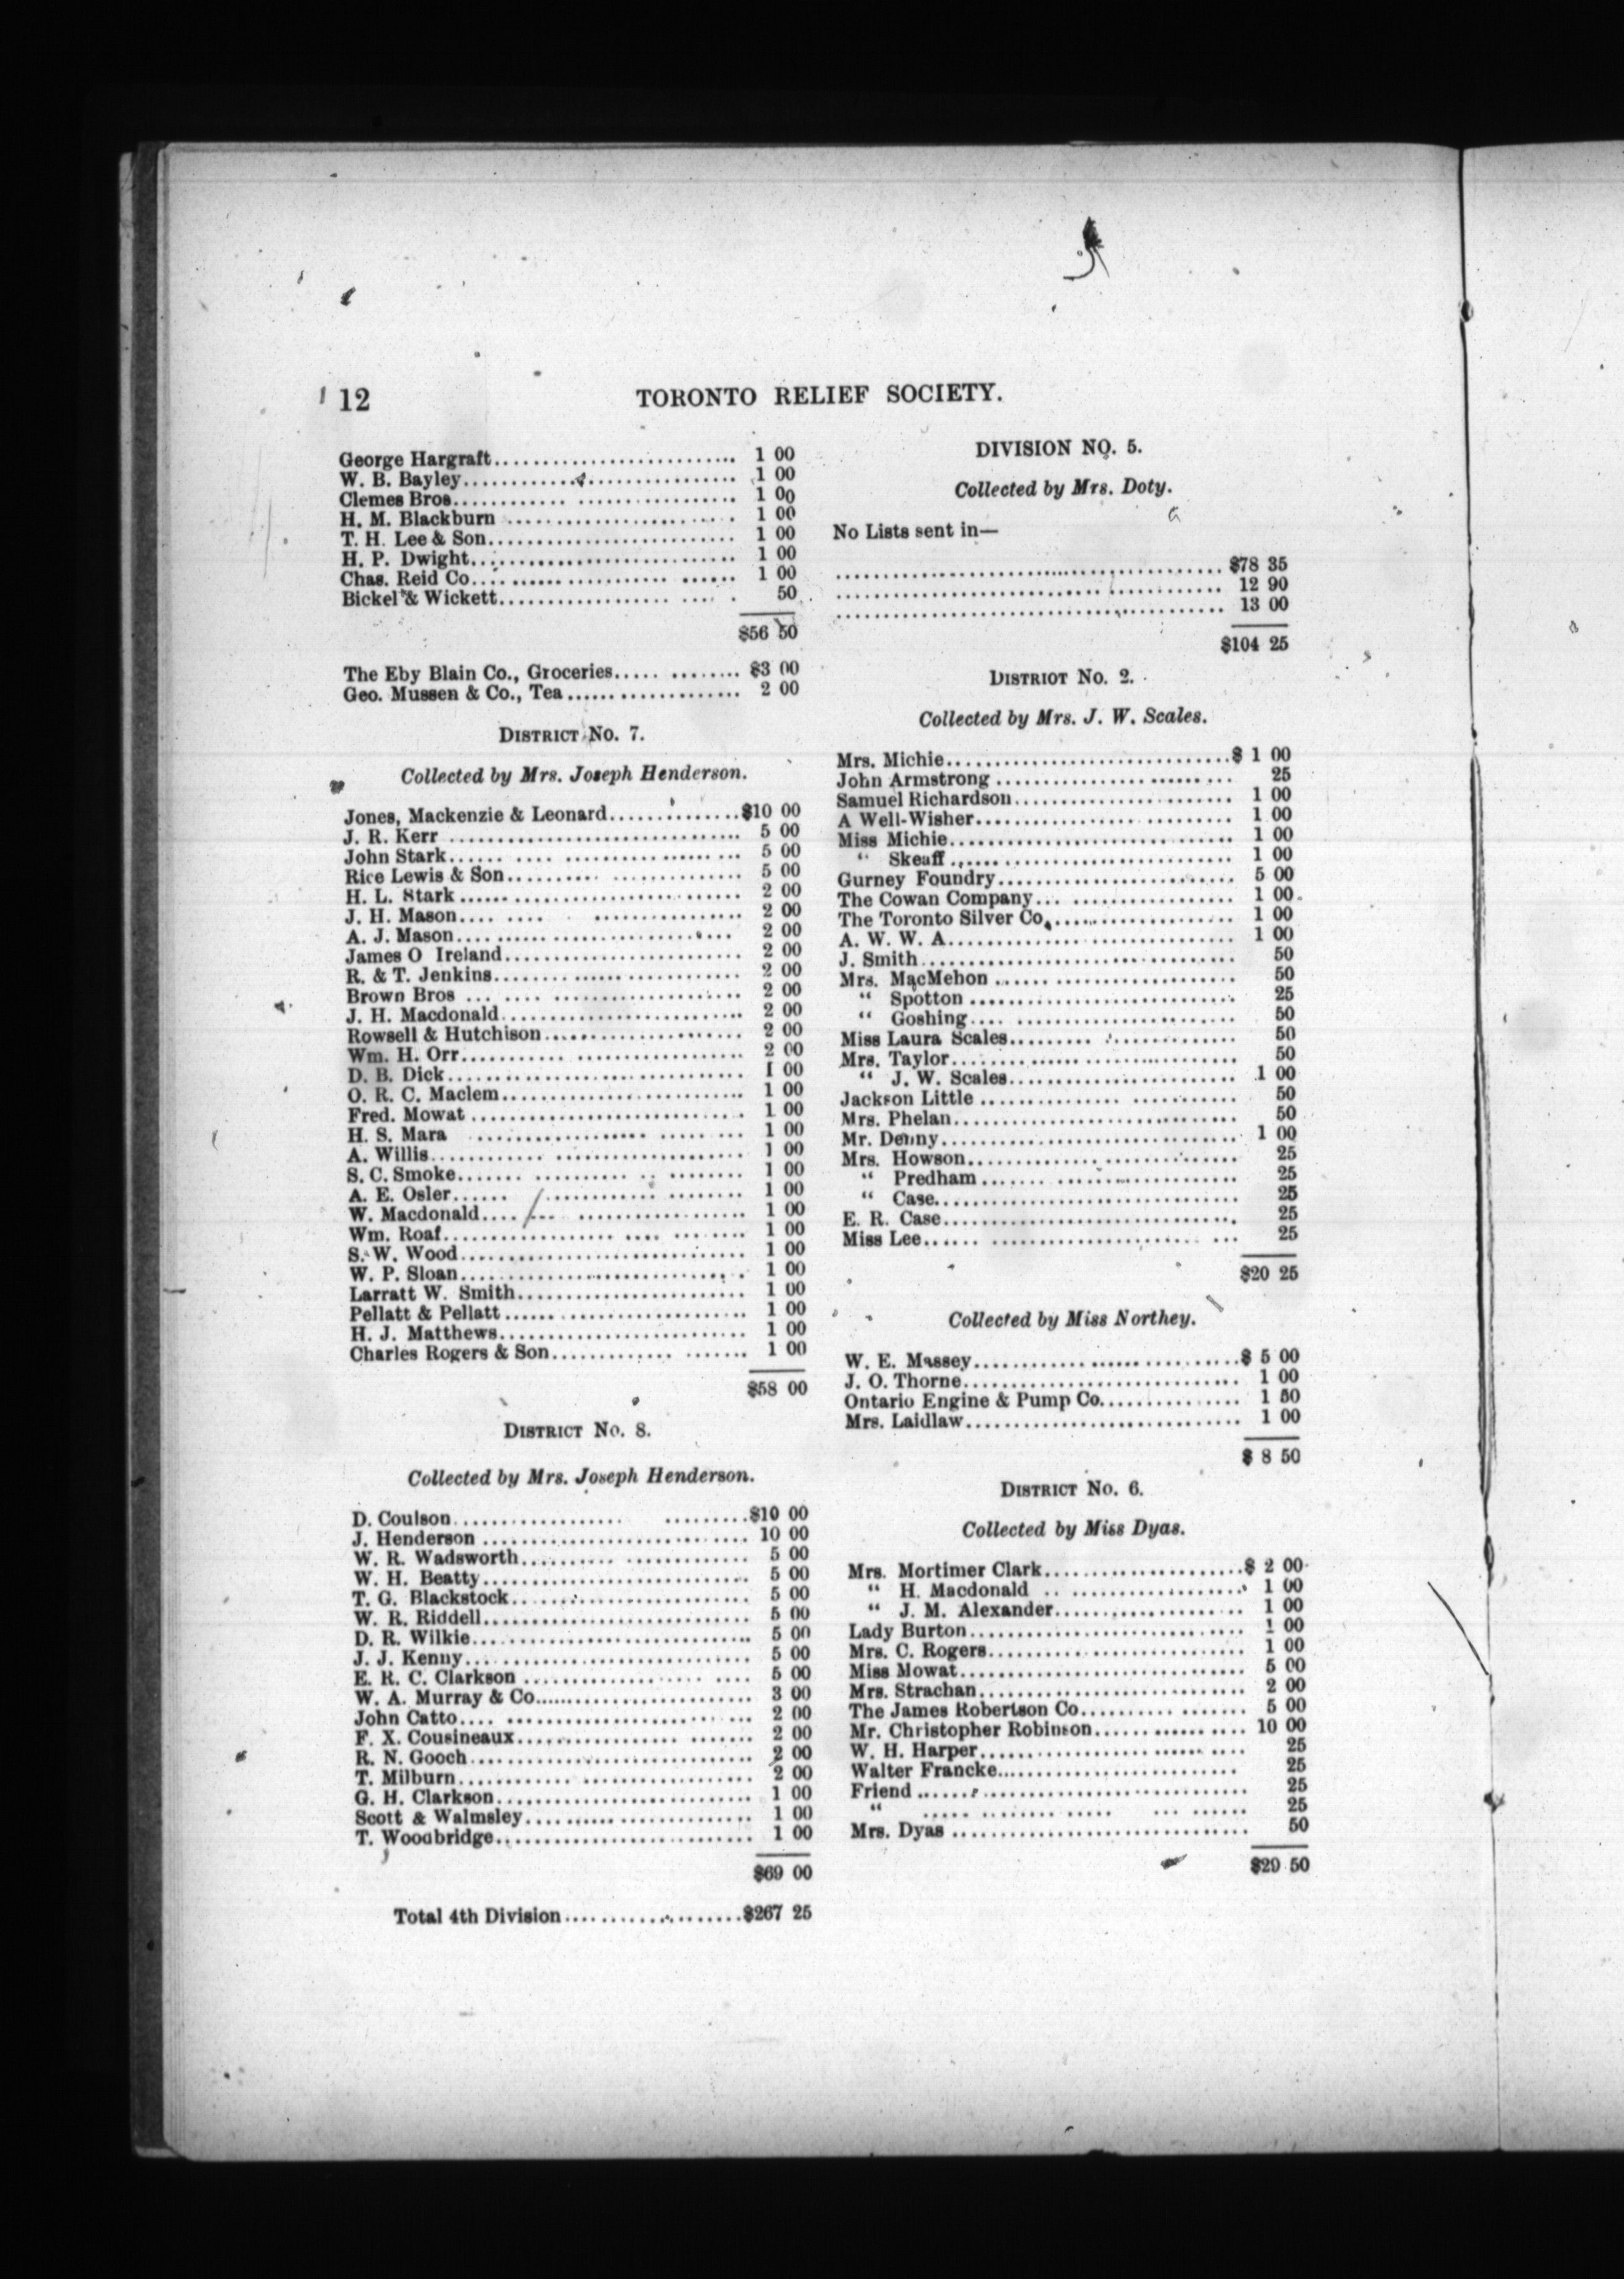 12
TORONTO RELIEF SOCIETY.
George Hargraft 1 00
W. B. Bayley 1 00
Clemes Bros 1 00
H. M. Blackburn 1 00
T. H. Lee & Son 1 00
H. P. Dwight 1 00
Chas. Reid Co 1 00
Bickel & Wickett 50
$56 50
The Eby Blain Co., Groceries $3 00
Geo. Mussen & Co., Tea 2 00
DISTRICT No. 7.
Collected by Mrs. Joseph Henderson.
Jones, Mackenzie & Leonard $10 00
J. R. Kerr 5 00
John Stark 5 00
Rice Lewis & Son 5 00
H. L. Stark 2 00
J. H. Mason 2 00
A. J. Mason 2 00
James O Ireland 2 00
R. & T. Jenkins 2 00
Brown Bros 2 00
J. H. Macdonald 2 00
Rowsell & Hutchison 2 00
Wm. H. Orr 2 00
D. B. Dick 1 00
O. R. C. Maclem 1 00
Fred. Mowat 1 00
H. S. Mara 1 00
A. Willis 1 00
S. C. Smoke 1 00
A. E. Osler 1 00
W. Macdonald 1 00
Wm. Roaf 1 00
S. W. Wood 1 00
W. P. Sloan 1 00
Larratt W. Smith 1 00
Pellatt & Pellatt 1 00
H. J. Matthews 1 00
Charles Rogers & Son 1 00
$58 00
DISTRICT No. 8.
Collected by Mrs. Joseph Henderson.
D. Coulson $10 00
J. Henderson 10 00
W. R. Wadsworth 5 00
W. H. Beatty 5 00
T. G. Blackstock 5 00
W. R. Riddell 5 00
D. R. Wilkie 5 00
J. J. Kenny 5 00
E. R. C. Clarkson 5 00
W. A. Murray & Co. 3 00
John Catto 2 00
F. X. Cousineaux 2 00
R. N. Gooch 2 00
T. Milburn 2 00
G. H. Clarkson 1 00
Scott & Walmsley 1 00
T. Woodbridge 1 00
$69 00
Total 4th Division $267 25
DIVISION NO. 5.
Collected by Mrs. Doty.
No Lists sent in—
$78 35
12 90
13 00
$104 25
DISTRICT No. 2.
Collected by Mrs. J. W. Scales.
Mrs. Michie $ 1 00
John Armstrong 25
Samuel Richardson 1 00
A Well-Wisher 1 00
Miss Michie 1 00
“ Skeaff 1 00
Gurney Foundry 5 00
The Cowan Company 1 00
The Toronto Silver Co. 1 00
A. W. W. A. 1 00
J. Smith 50
Mrs. MacMehon 50
“ Spotton 25
“ Goshing 50
Miss Laura Scales 50
Mrs. Taylor 50
“ J. W. Scales 1 00
Jackson Little 50
Mrs. Phelan 50
Mr. Denny 1 00
Mrs. Howson 25
“ Predham 25
“ Case 25
E. R. Case 25
Miss Lee 25
$20 25
Collected by Miss Northey.
W. E. Massey $ 5 00
J. O. Thorne 1 00
Ontario Engine & Pump Co. 1 50
Mrs. Laidlaw 1 00
$ 8 50
DISTRICT No. 6.
Collected by Miss Dyas.
Mrs. Mortimer Clark $ 2 00
“ H. Macdonald 1 00
“ J. M. Alexander 1 00
Lady Burton 1 00
Mrs. C. Rogers 1 00
Miss Mowat 5 00
Mrs. Strachan 2 00
The James Robertson Co. 5 00
Mr. Christopher Robinson 10 00
W. H. Harper 25
Walter Francke 25
Friend 25
“ 25
Mrs. Dyas 50
$29 50